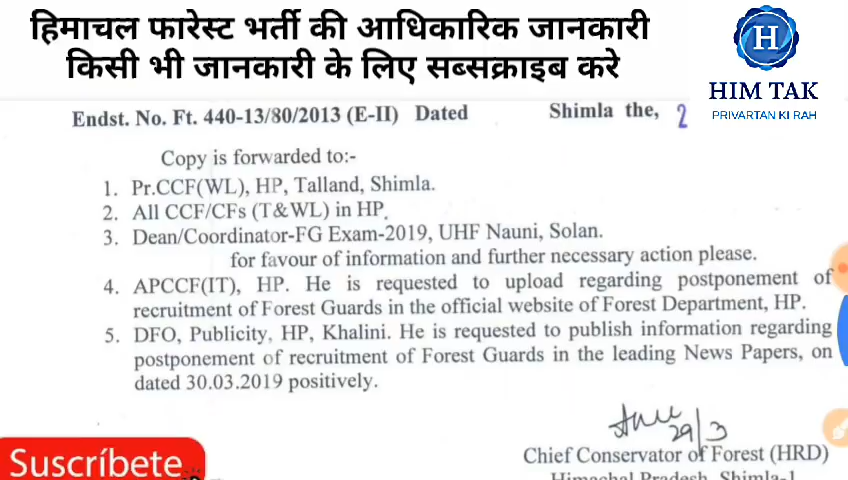 हिमाचल फारेस्ट भर्ती की आधिकारिक जानकारी
किसी भी जानकारी के लिए सब्सक्राइब करे
H
HIM TAK
PRIVARTAN KI RAH
Endst. No. Ft. 440-13/80/2013 (E-II) Dated Shimla the, 2
Copy is forwarded to:-
1. Pr.CCF(WL), HP, Talland, Shimla.
2. All CCF/CFs (T&WL) in HP.
3. Dean/Coordinator-FG Exam-2019, UHF Nauni, Solan.
for favour of information and further necessary action please.
4. APCCF(IT), HP. He is requested to upload regarding postponement of
recruitment of Forest Guards in the official website of Forest Department, HP.
5. DFO, Publicity, HP, Khalini. He is requested to publish information regarding
postponement of recruitment of Forest Guards in the leading News Papers, on
dated 30.03.2019 positively.
29/3
Chief Conservator of Forest (HRD)
Himachal Pradesh, Shimla-1
Suscríbete